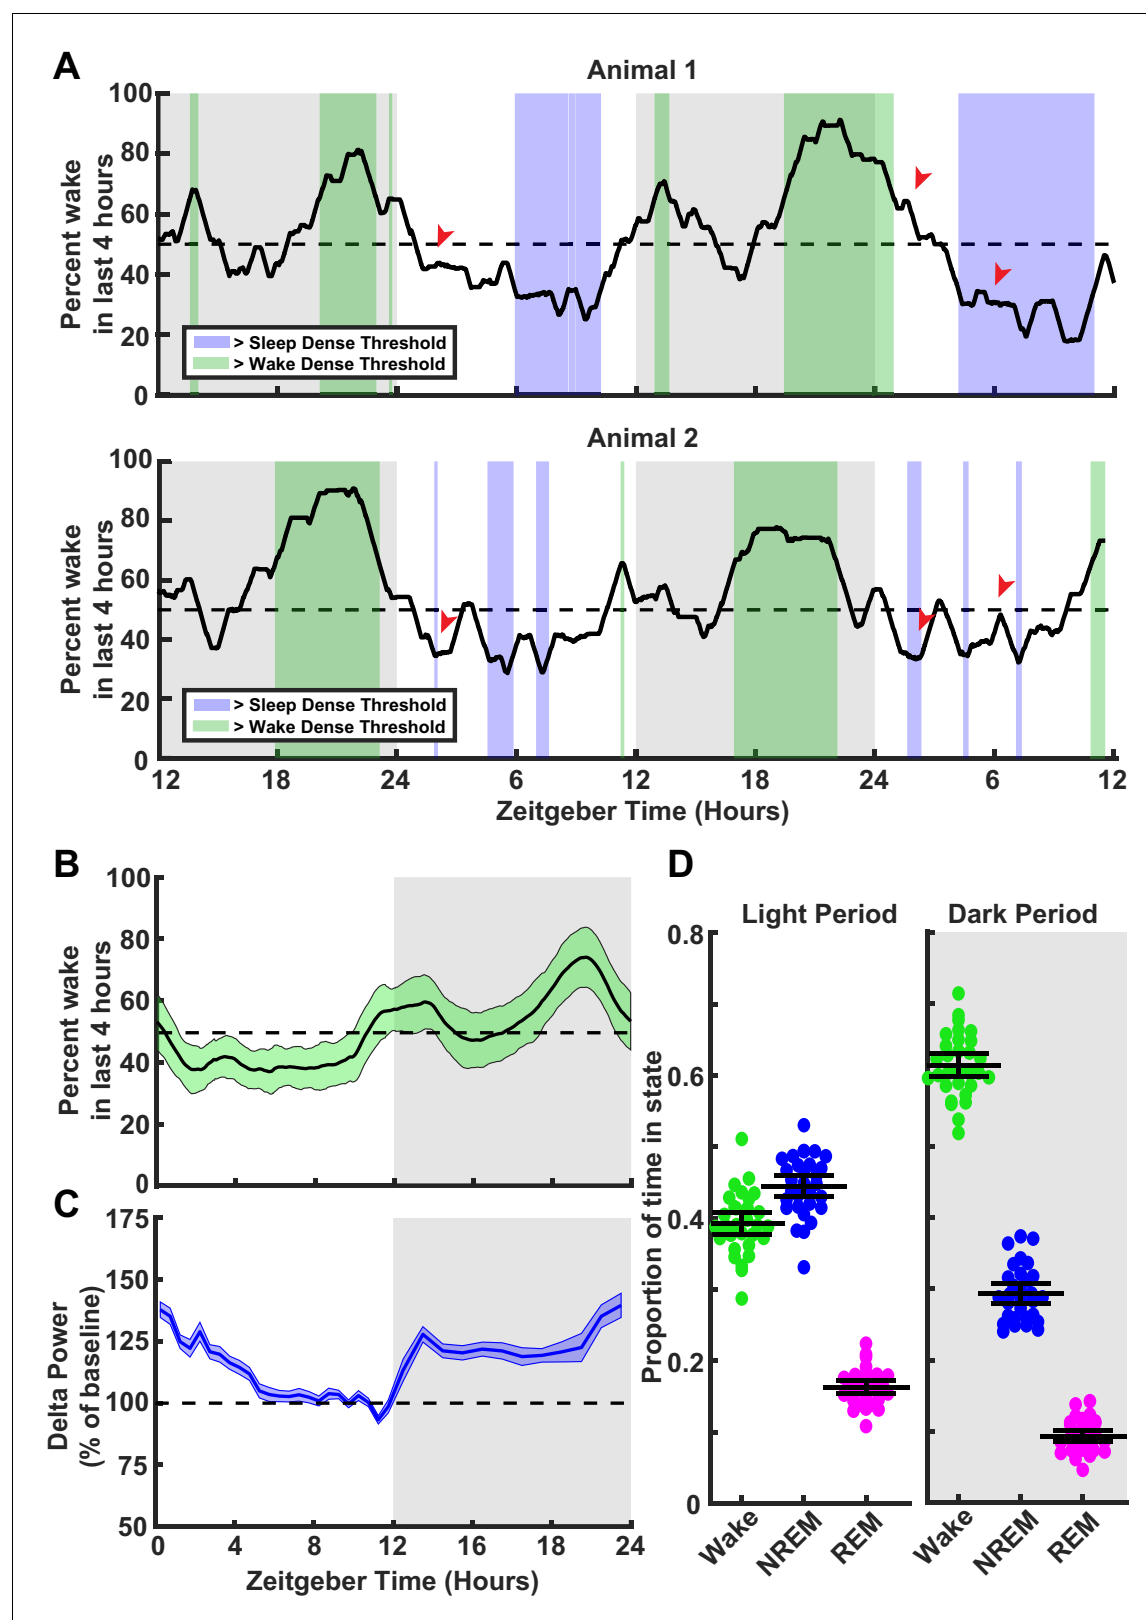 A
Animal 1
Percent wake
in last 4 hours
100
80
60
40
20
0
> Sleep Dense Threshold
> Wake Dense Threshold
Animal 2
Percent wake
in last 4 hours
100
80
60
40
20
0
> Sleep Dense Threshold
> Wake Dense Threshold
12 18 24 6 12 18 24 6 12
Zeitgeber Time (Hours)
B
Percent wake
in last 4 hours
100
80
60
40
20
0
C
Delta Power
(% of baseline)
175
150
125
100
75
50
0 4 8 12 16 20 24
Zeitgeber Time (Hours)
D
Light Period Dark Period
Proportion of time in state
0.8
0.6
0.4
0.2
0
Wake NREM REM Wake NREM REM